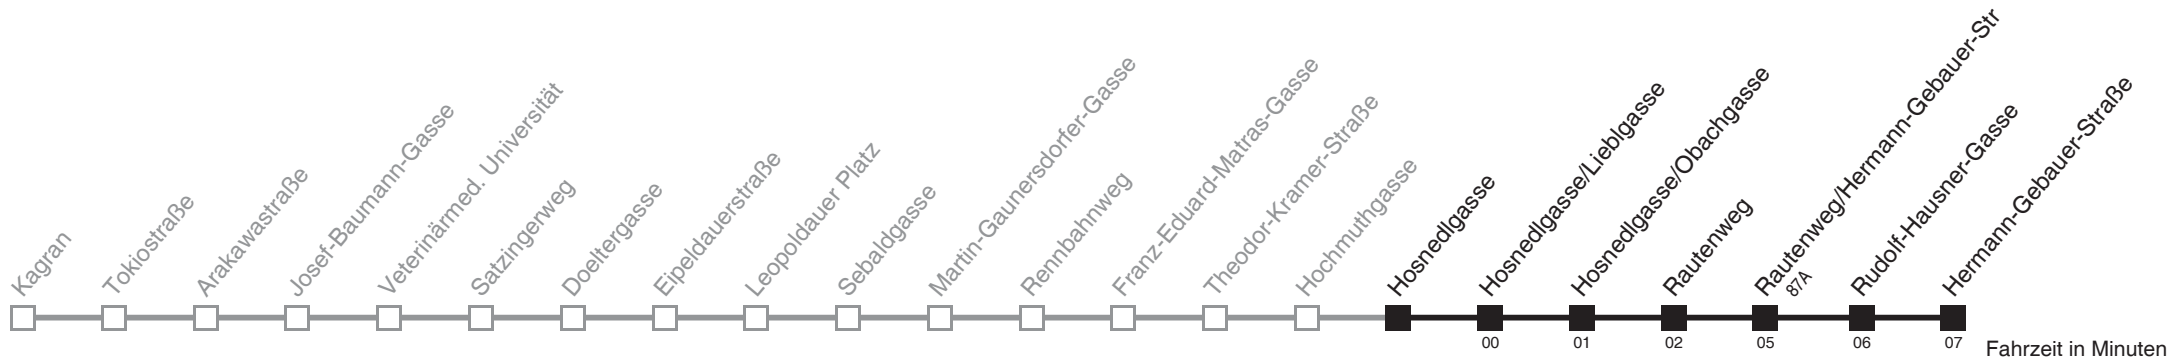 Kagran
Tokiostraße
Arakawastraße
Josef-Baumann-Gasse
Veterinärmed. Universität
Satzingerweg
Doeltergasse
Eipeldauerstraße
Leopoldauer Platz
Sebaldgasse
Martin-Gaunersdorfer-Gasse
Rennbahnweg
Franz-Eduard-Matras-Gasse
Theodor-Kramer-Straße
Hochmuthgasse
Hosnedlgasse
Hosnedlgasse/Lieblgasse
Hosnedlgasse/Obachgasse
Rautenweg
Rautenweg/Hermann-Gebauer-Str
87A
Rudolf-Hausner-Gasse
Hermann-Gebauer-Straße
00 01 02 05 06 07
Fahrzeit in Minuten